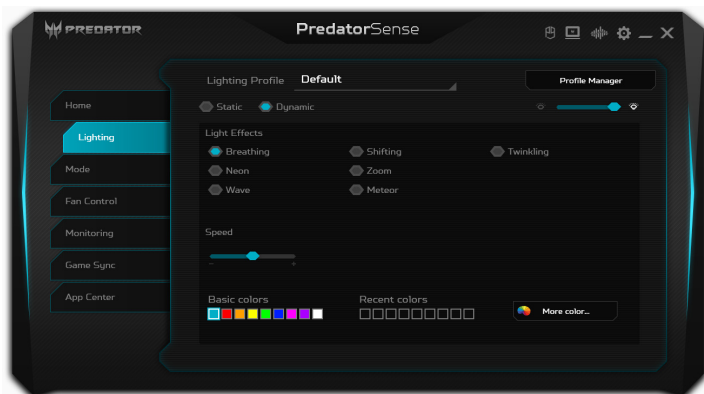 PREDATOR
PredatorSense
Lighting Profile Default
Profile Manager
Static Dynamic
Home
Lighting
Mode
Fan Control
Monitoring
Game Sync
App Center
Light Effects
Breathing Shifting Twinkling
Neon Zoom
Wave Meteor
Speed
- +
Basic colors Recent colors
More color...